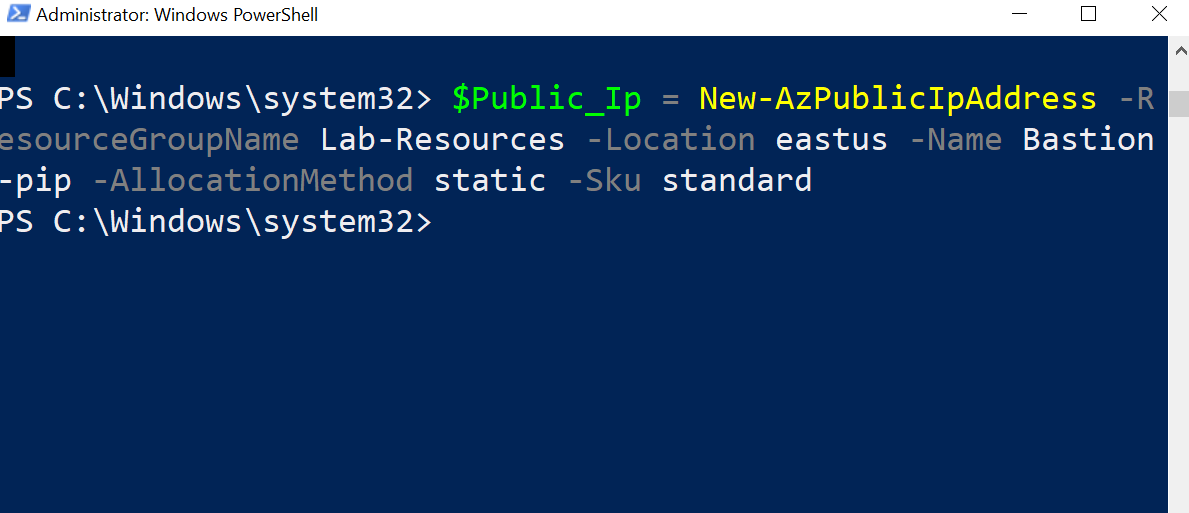 Administrator: Windows PowerShell
PS C:\Windows\system32> $Public_Ip = New-AzPublicIpAddress -R
esourceGroupName Lab-Resources -Location eastus -Name Bastion
-pip -AllocationMethod static -Sku standard
PS C:\Windows\system32>